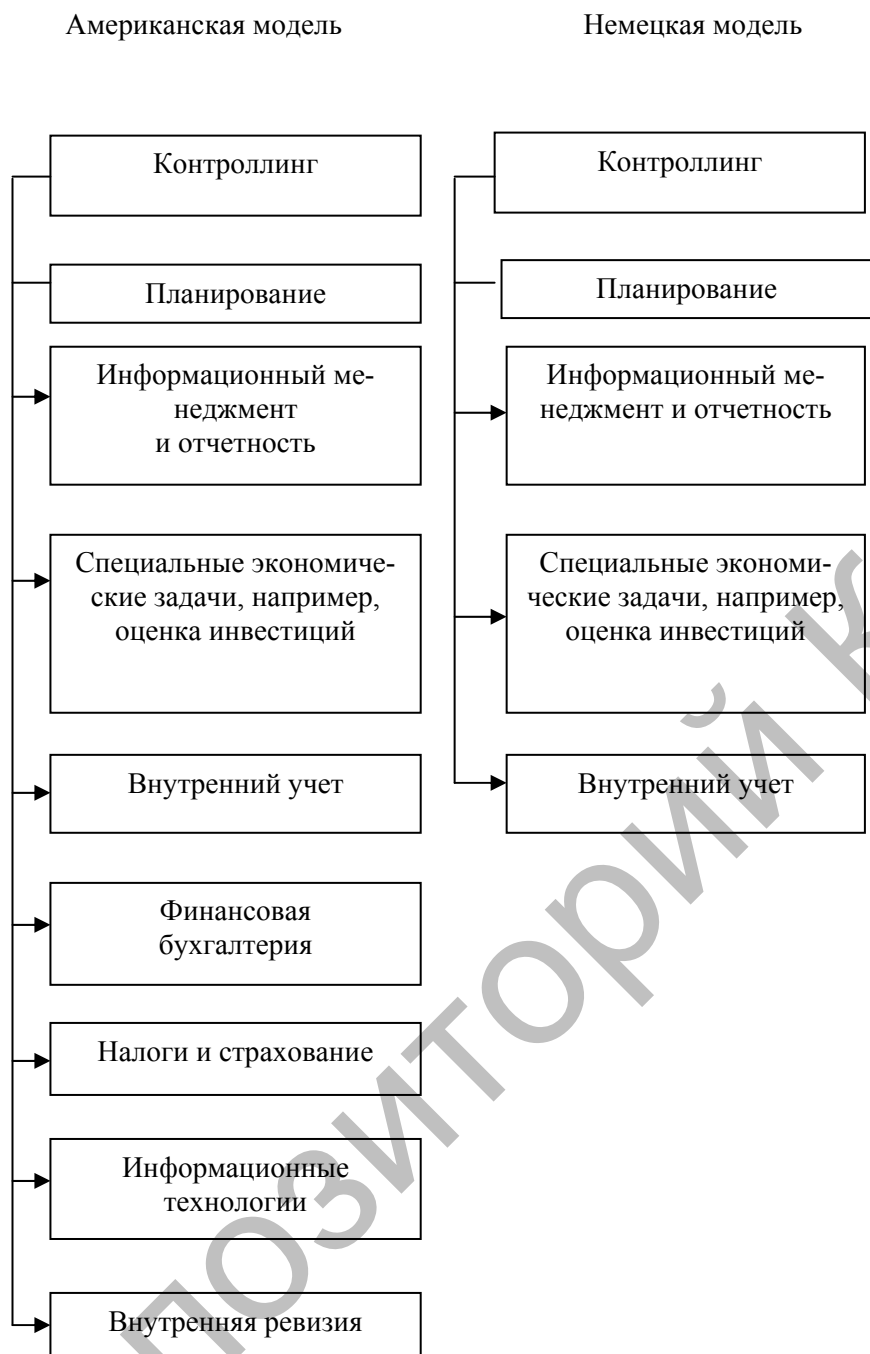 Американская модель
Немецкая модель
Контроллинг
Планирование
Информационный ме-
неджмент
и отчетность
Специальные экономиче-
ские задачи, например,
оценка инвестиций
Внутренний учет
Финансовая
бухгалтерия
Налоги и страхование
Информационные
технологии
Внутренняя ревизия
Контроллинг
Планирование
Информационный ме-
неджмент и отчетность
Специальные экономи-
ческие задачи, например,
оценка инвестиций
Внутренний учет
позиторий К